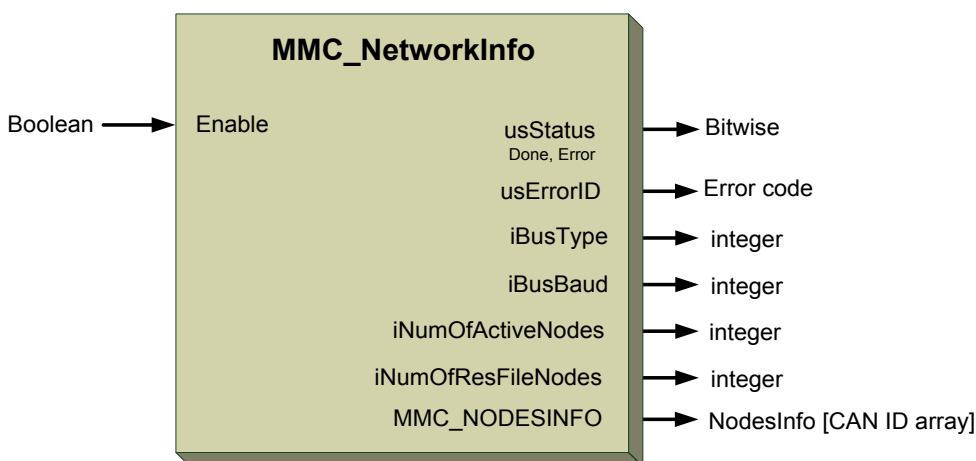 MMC_NetworkInfo
Boolean
Enable
usStatus
Bitwise
Done, Error
usErrorID
Error code
iBusType
integer
iBusBaud
integer
iNumOfActiveNodes
integer
iNumOfResFileNodes
integer
MMC_NODESINFO
NodesInfo [CAN ID array]